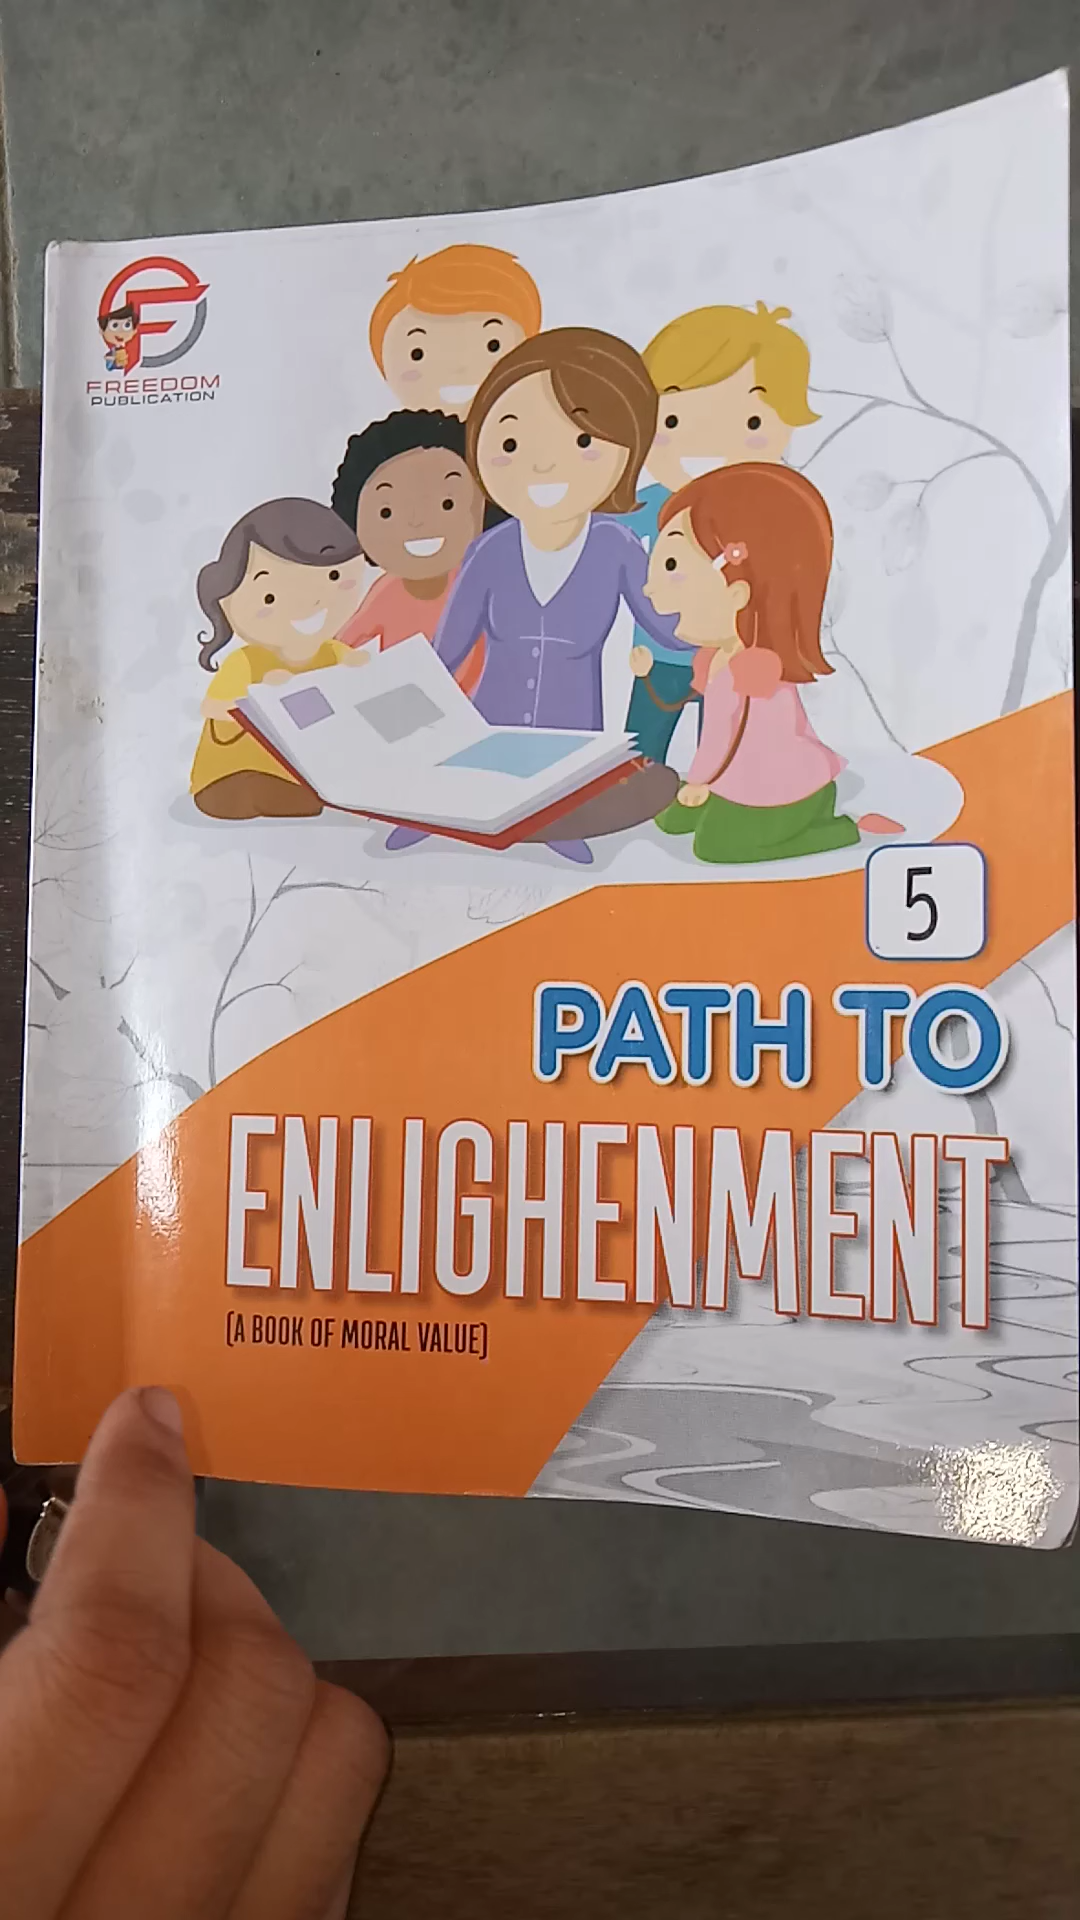 FREEDOM
PUBLICATION
5
PATH TO
ENLIGHENMENT
(A BOOK OF MORAL VALUE)